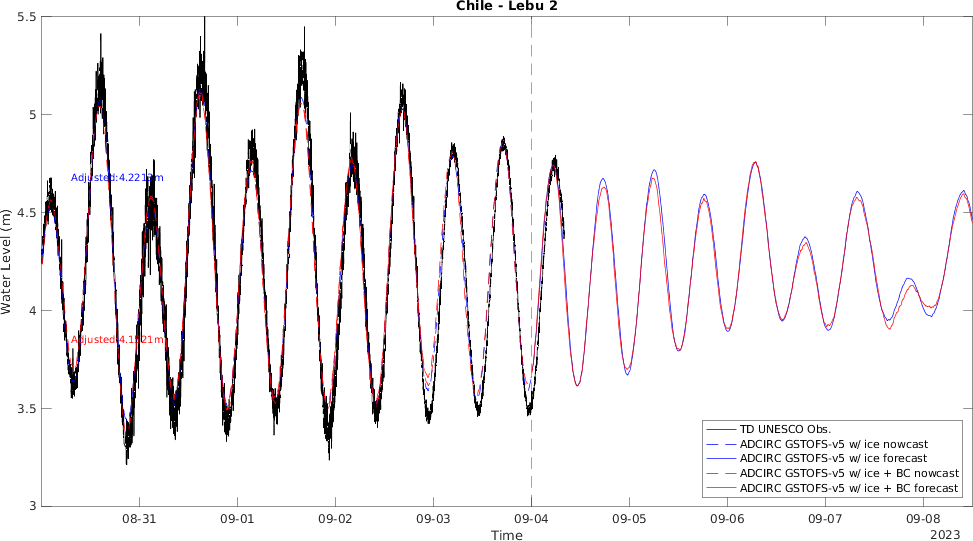 Chile - Lebu 2
5.5
5
4.5
4
3.5
3
Water Level (m)
Adjusted:4.2213m
Adjusted:4.1521m
TD UNESCO Obs.
ADCIRC GSTOFS-v5 w/ ice nowcast
ADCIRC GSTOFS-v5 w/ ice forecast
ADCIRC GSTOFS-v5 w/ ice + BC nowcast
ADCIRC GSTOFS-v5 w/ ice + BC forecast
08-31 09-01 09-02 09-03 09-04 09-05 09-06 09-07 09-08
Time
2023